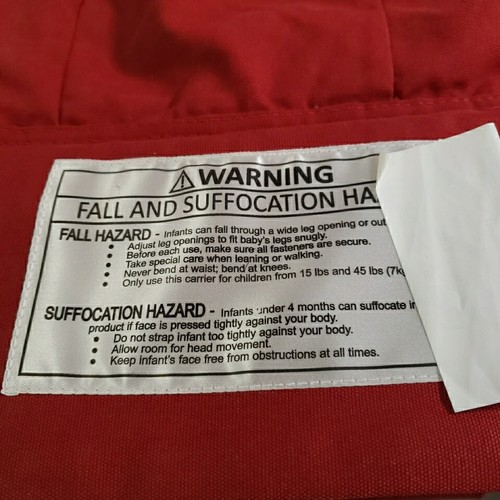 WARNING
FALL AND SUFFOCATION HA
FALL HAZARD - Infants can fall through a wide leg opening or out
• Adjust leg openings to fit baby's legs snugly.
• Before each use, make sure all fasteners are secure.
• Take special care when leaning or walking.
• Never bend at waist; bend at knees.
• Only use this carrier for children from 15 lbs and 45 lbs (7kg
SUFFOCATION HAZARD - Infants under 4 months can suffocate in
product if face is pressed tightly against your body.
• Do not strap infant too tightly against your body.
• Allow room for head movement.
• Keep infant's face free from obstructions at all times.